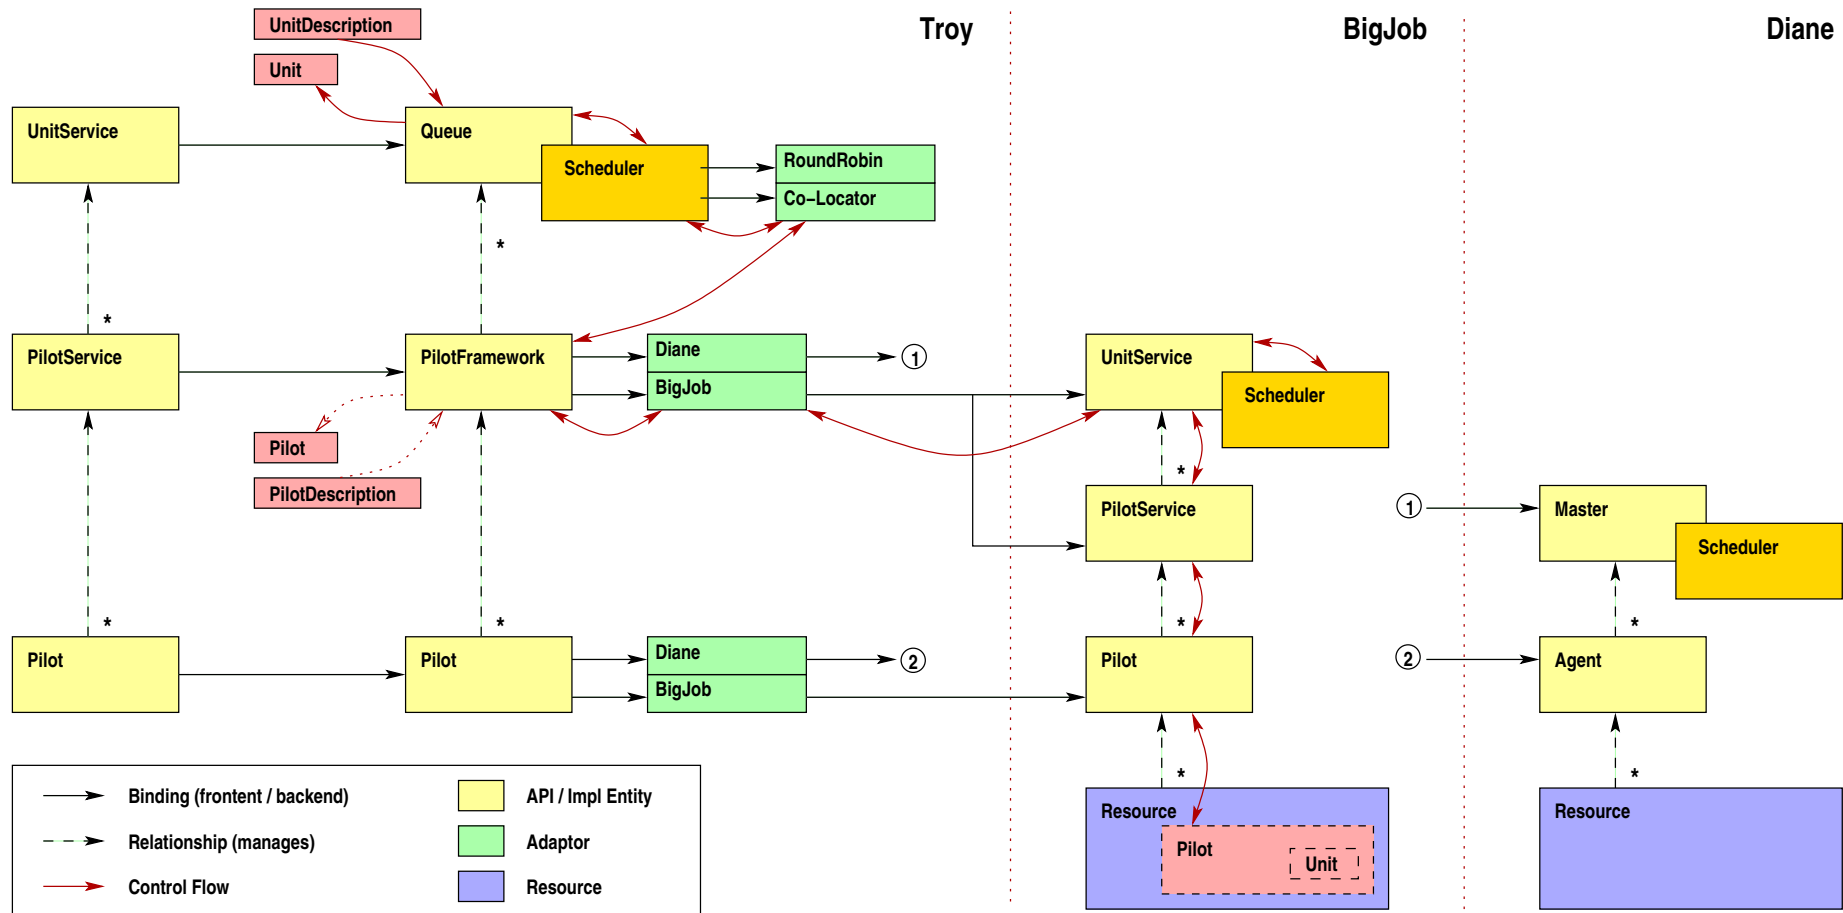 Troy
BigJob
Diane
UnitDescription
Unit
UnitService
Queue
Scheduler
RoundRobin
Co-Locator
*
*
PilotService
PilotFramework
Diane
BigJob
1
UnitService
Scheduler
Pilot
PilotDescription
*
PilotService
1
Master
Scheduler
*
*
*
*
Pilot
Pilot
Diane
BigJob
2
Pilot
2
Agent
*
*
Binding (frontent / backend)
API / Impl Entity
Relationship (manages)
Adaptor
Control Flow
Resource
Resource
Pilot
Unit
Resource